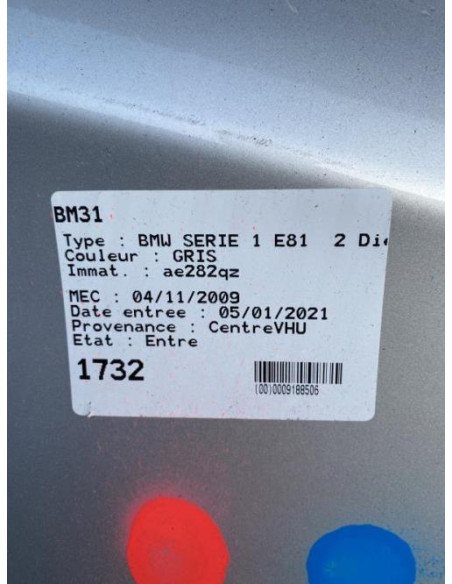 BM31
Type : BMW SERIE 1 E81 2 Die
Couleur : GRIS
Immat. : ae282qz
MEC : 04/11/2009
Date entree : 05/01/2021
Provenance : CentreVHU
Etat : Entre
1732
(00)0009188506